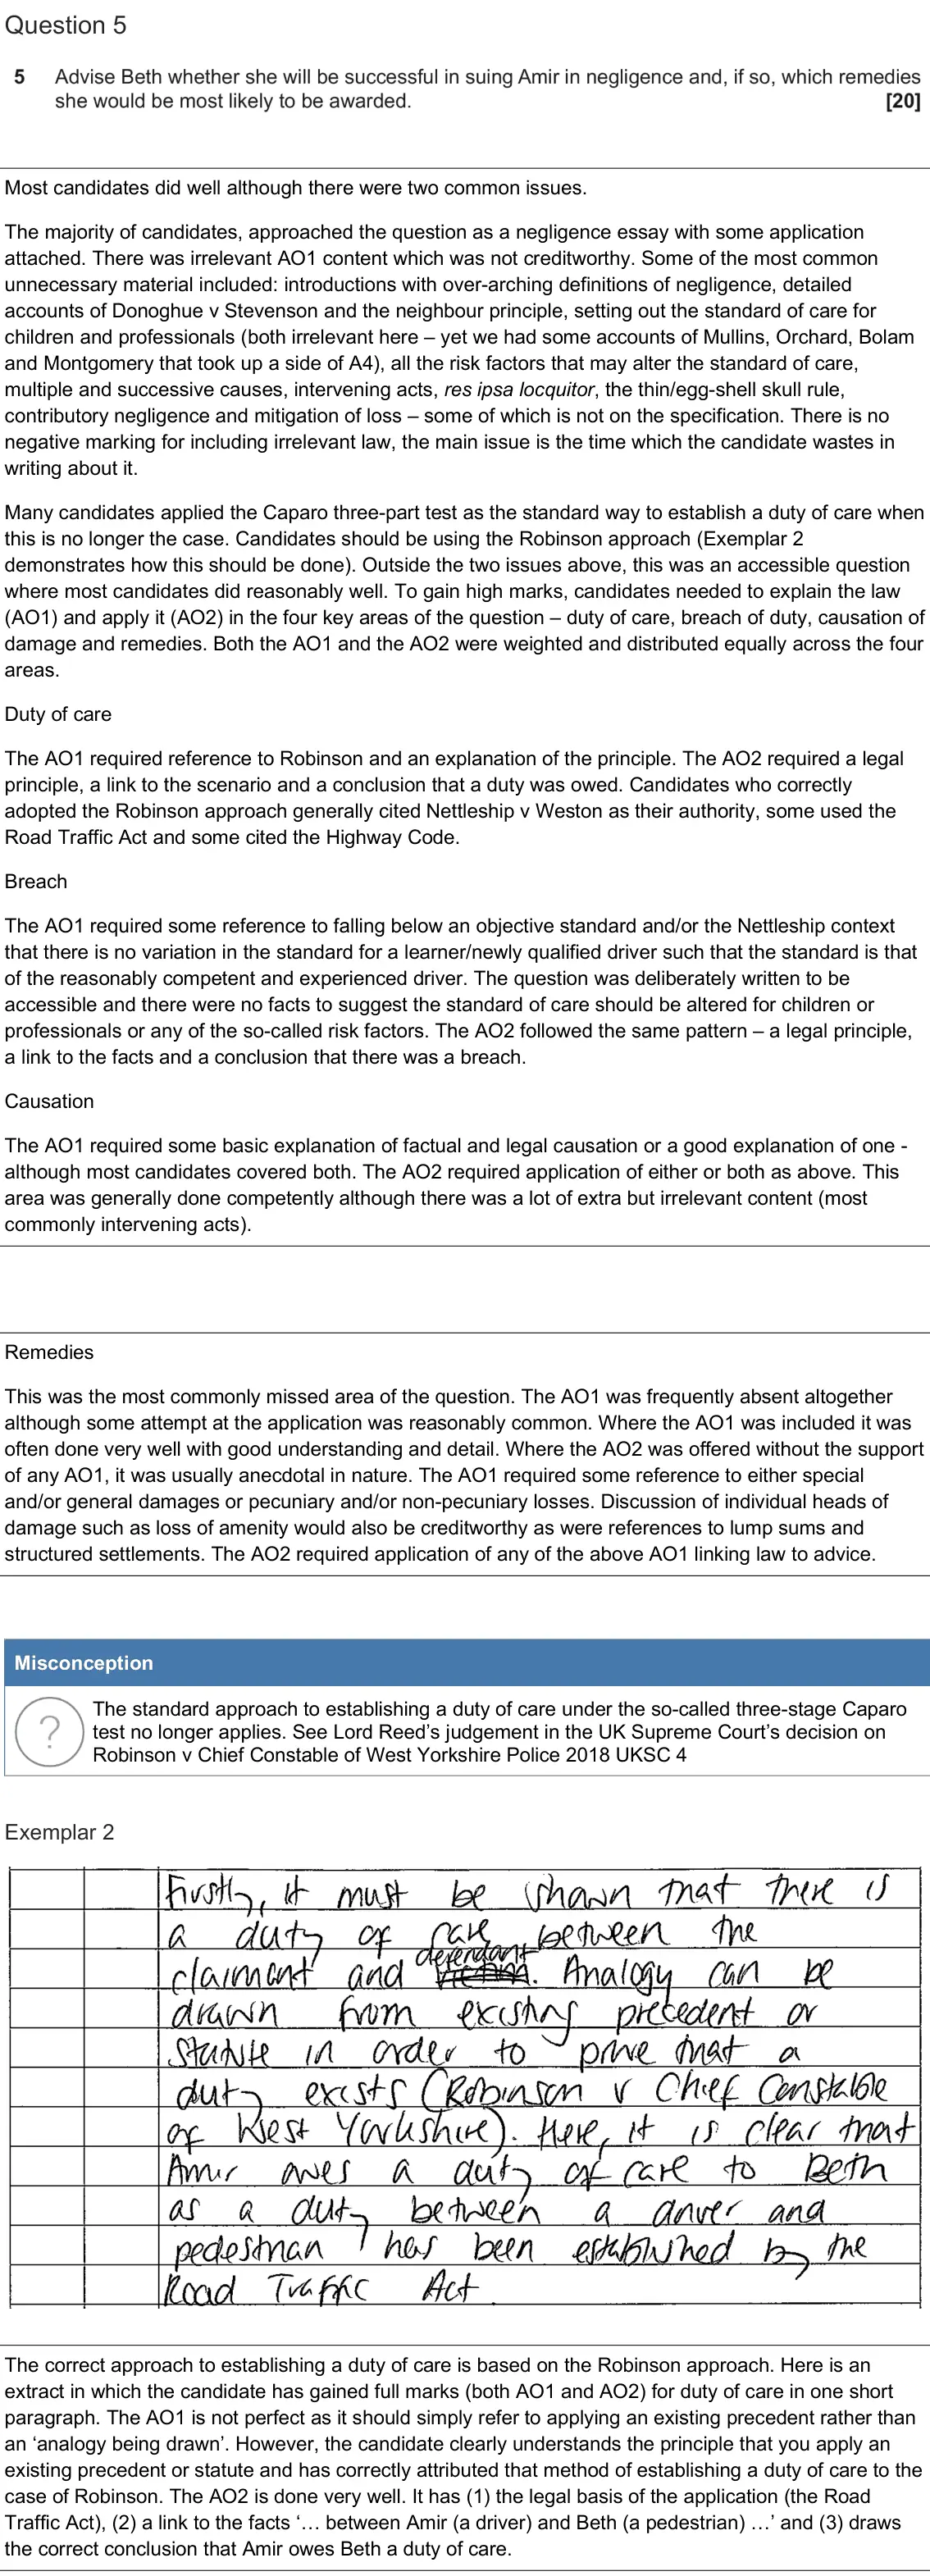 Question 5
5 Advise Beth whether she will be successful in suing Amir in negligence and, if so, which remedies
she would be most likely to be awarded. [20]
Most candidates did well although there were two common issues.
The majority of candidates, approached the question as a negligence essay with some application
attached. There was irrelevant AO1 content which was not creditworthy. Some of the most common
unnecessary material included: introductions with over-arching definitions of negligence, detailed
accounts of Donoghue v Stevenson and the neighbour principle, setting out the standard of care for
children and professionals (both irrelevant here – yet we had some accounts of Mullins, Orchard, Bolam
and Montgomery that took up a side of A4), all the risk factors that may alter the standard of care,
multiple and successive causes, intervening acts, res ipsa locquitor, the thin/egg-shell skull rule,
contributory negligence and mitigation of loss – some of which is not on the specification. There is no
negative marking for including irrelevant law, the main issue is the time which the candidate wastes in
writing about it.
Many candidates applied the Caparo three-part test as the standard way to establish a duty of care when
this is no longer the case. Candidates should be using the Robinson approach (Exemplar 2
demonstrates how this should be done). Outside the two issues above, this was an accessible question
where most candidates did reasonably well. To gain high marks, candidates needed to explain the law
(AO1) and apply it (AO2) in the four key areas of the question – duty of care, breach of duty, causation of
damage and remedies. Both the AO1 and the AO2 were weighted and distributed equally across the four
areas.
Duty of care
The AO1 required reference to Robinson and an explanation of the principle. The AO2 required a legal
principle, a link to the scenario and a conclusion that a duty was owed. Candidates who correctly
adopted the Robinson approach generally cited Nettleship v Weston as their authority, some used the
Road Traffic Act and some cited the Highway Code.
Breach
The AO1 required some reference to falling below an objective standard and/or the Nettleship context
that there is no variation in the standard for a learner/newly qualified driver such that the standard is that
of the reasonably competent and experienced driver. The question was deliberately written to be
accessible and there were no facts to suggest the standard of care should be altered for children or
professionals or any of the so-called risk factors. The AO2 followed the same pattern – a legal principle,
a link to the facts and a conclusion that there was a breach.
Causation
The AO1 required some basic explanation of factual and legal causation or a good explanation of one -
although most candidates covered both. The AO2 required application of either or both as above. This
area was generally done competently although there was a lot of extra but irrelevant content (most
commonly intervening acts).
Remedies
This was the most commonly missed area of the question. The AO1 was frequently absent altogether
although some attempt at the application was reasonably common. Where the AO1 was included it was
often done very well with good understanding and detail. Where the AO2 was offered without the support
of any AO1, it was usually anecdotal in nature. The AO1 required some reference to either special
and/or general damages or pecuniary and/or non-pecuniary losses. Discussion of individual heads of
damage such as loss of amenity would also be creditworthy as were references to lump sums and
structured settlements. The AO2 required application of any of the above AO1 linking law to advice.
Misconception
?
The standard approach to establishing a duty of care under the so-called three-stage Caparo
test no longer applies. See Lord Reed's judgement in the UK Supreme Court's decision on
Robinson v Chief Constable of West Yorkshire Police 2018 UKSC 4
Exemplar 2
Firstly, it must be shown that there is
a duty of care between the
claimant and defendant. Analogy can be
drawn from existing precedent or
statute in order to prove that a
duty exists (Robinson v Chief Constable
of West Yorkshire). Here, it is clear that
Amir owes a duty of care to Beth
as a duty between a driver and
pedestrian has been established by the
Road Traffic Act.
The correct approach to establishing a duty of care is based on the Robinson approach. Here is an
extract in which the candidate has gained full marks (both AO1 and AO2) for duty of care in one short
paragraph. The AO1 is not perfect as it should simply refer to applying an existing precedent rather than
an 'analogy being drawn'. However, the candidate clearly understands the principle that you apply an
existing precedent or statute and has correctly attributed that method of establishing a duty of care to the
case of Robinson. The AO2 is done very well. It has (1) the legal basis of the application (the Road
Traffic Act), (2) a link to the facts '… between Amir (a driver) and Beth (a pedestrian) …' and (3) draws
the correct conclusion that Amir owes Beth a duty of care.